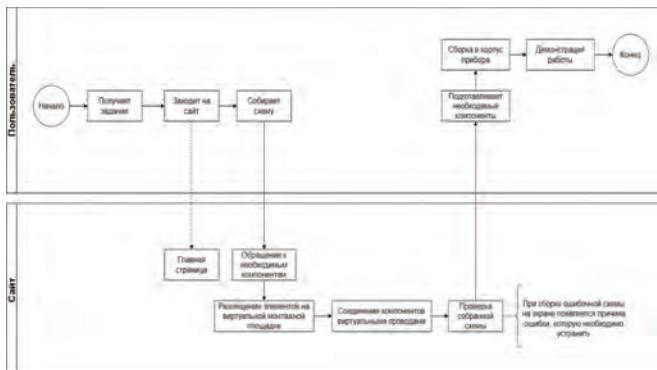 Пользователь
Начало
Получает
задание
Заходит на
сайт
Собирает
схему
Сборка в корпус
прибора
Демонстрация
работы
Конец
Подготавливает
необходимые
компоненты
Сайт
Главная
страница
Обращение к
необходимым
компонентам
Размещение элементов на
виртуальной монтажной
площадке
Соединение компонентов
виртуальными проводами
Проверка
собранной
схемы
При сборке ошибочной схемы
на экране появляется причина
ошибки, которую необходимо
устранить